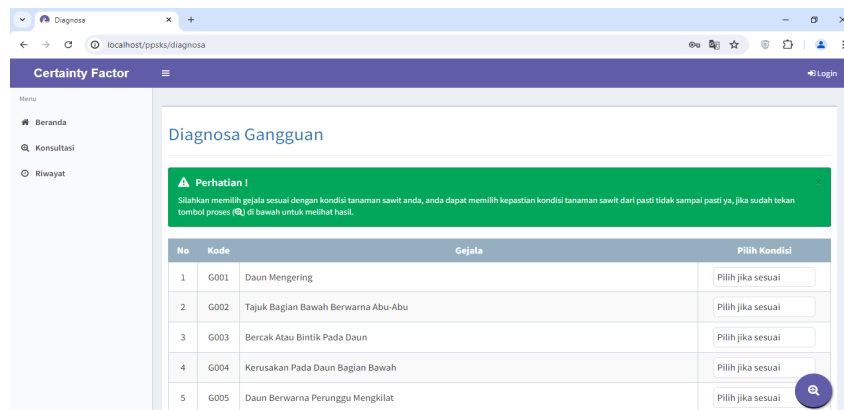 Diagnosa
localhost/ppsks/diagnosa
Certainty Factor
Login
Menu
Beranda
Konsultasi
Riwayat
Diagnosa Gangguan
Perhatian !
Silahkan memilih gejala sesuai dengan kondisi tanaman sawit anda, anda dapat memilih kepastian kondisi tanaman sawit dari pasti tidak sampai pasti ya, jika sudah tekan
tombol proses () di bawah untuk melihat hasil.
No Kode Gejala Pilih Kondisi
1 G001 Daun Mengering Pilih jika sesuai
2 G002 Tajuk Bagian Bawah Berwarna Abu-Abu Pilih jika sesuai
3 G003 Bercak Atau Bintik Pada Daun Pilih jika sesuai
4 G004 Kerusakan Pada Daun Bagian Bawah Pilih jika sesuai
5 G005 Daun Berwarna Perunggu Mengkilat Pilih jika sesuai